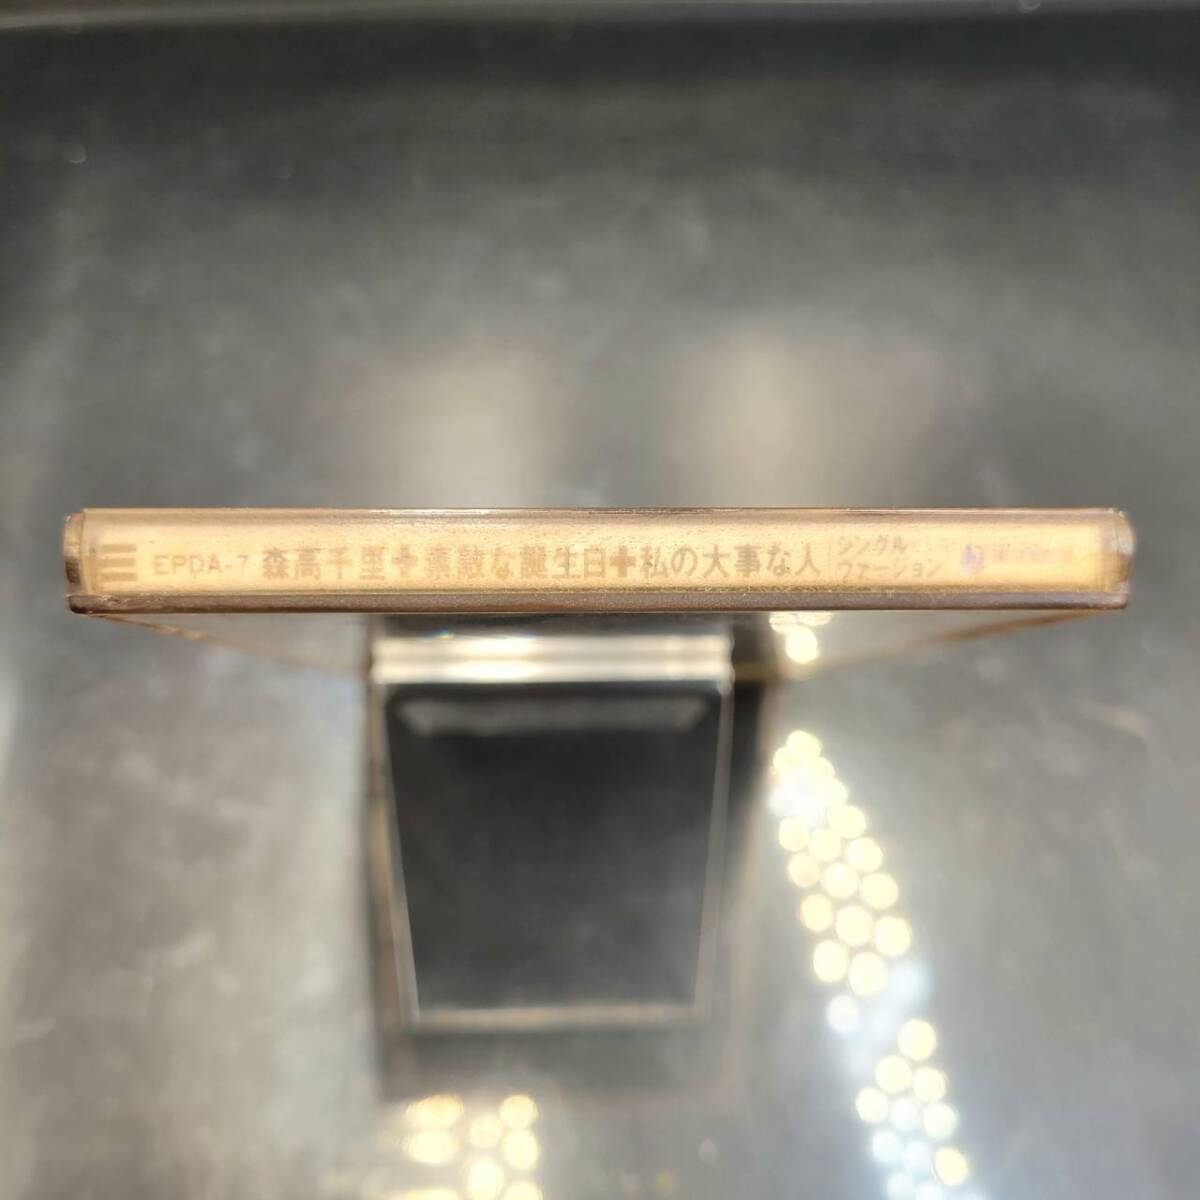 EPDA-7 森高千里✚素敵な誕生日✚私の大事な人
シングル
ヴァージョン